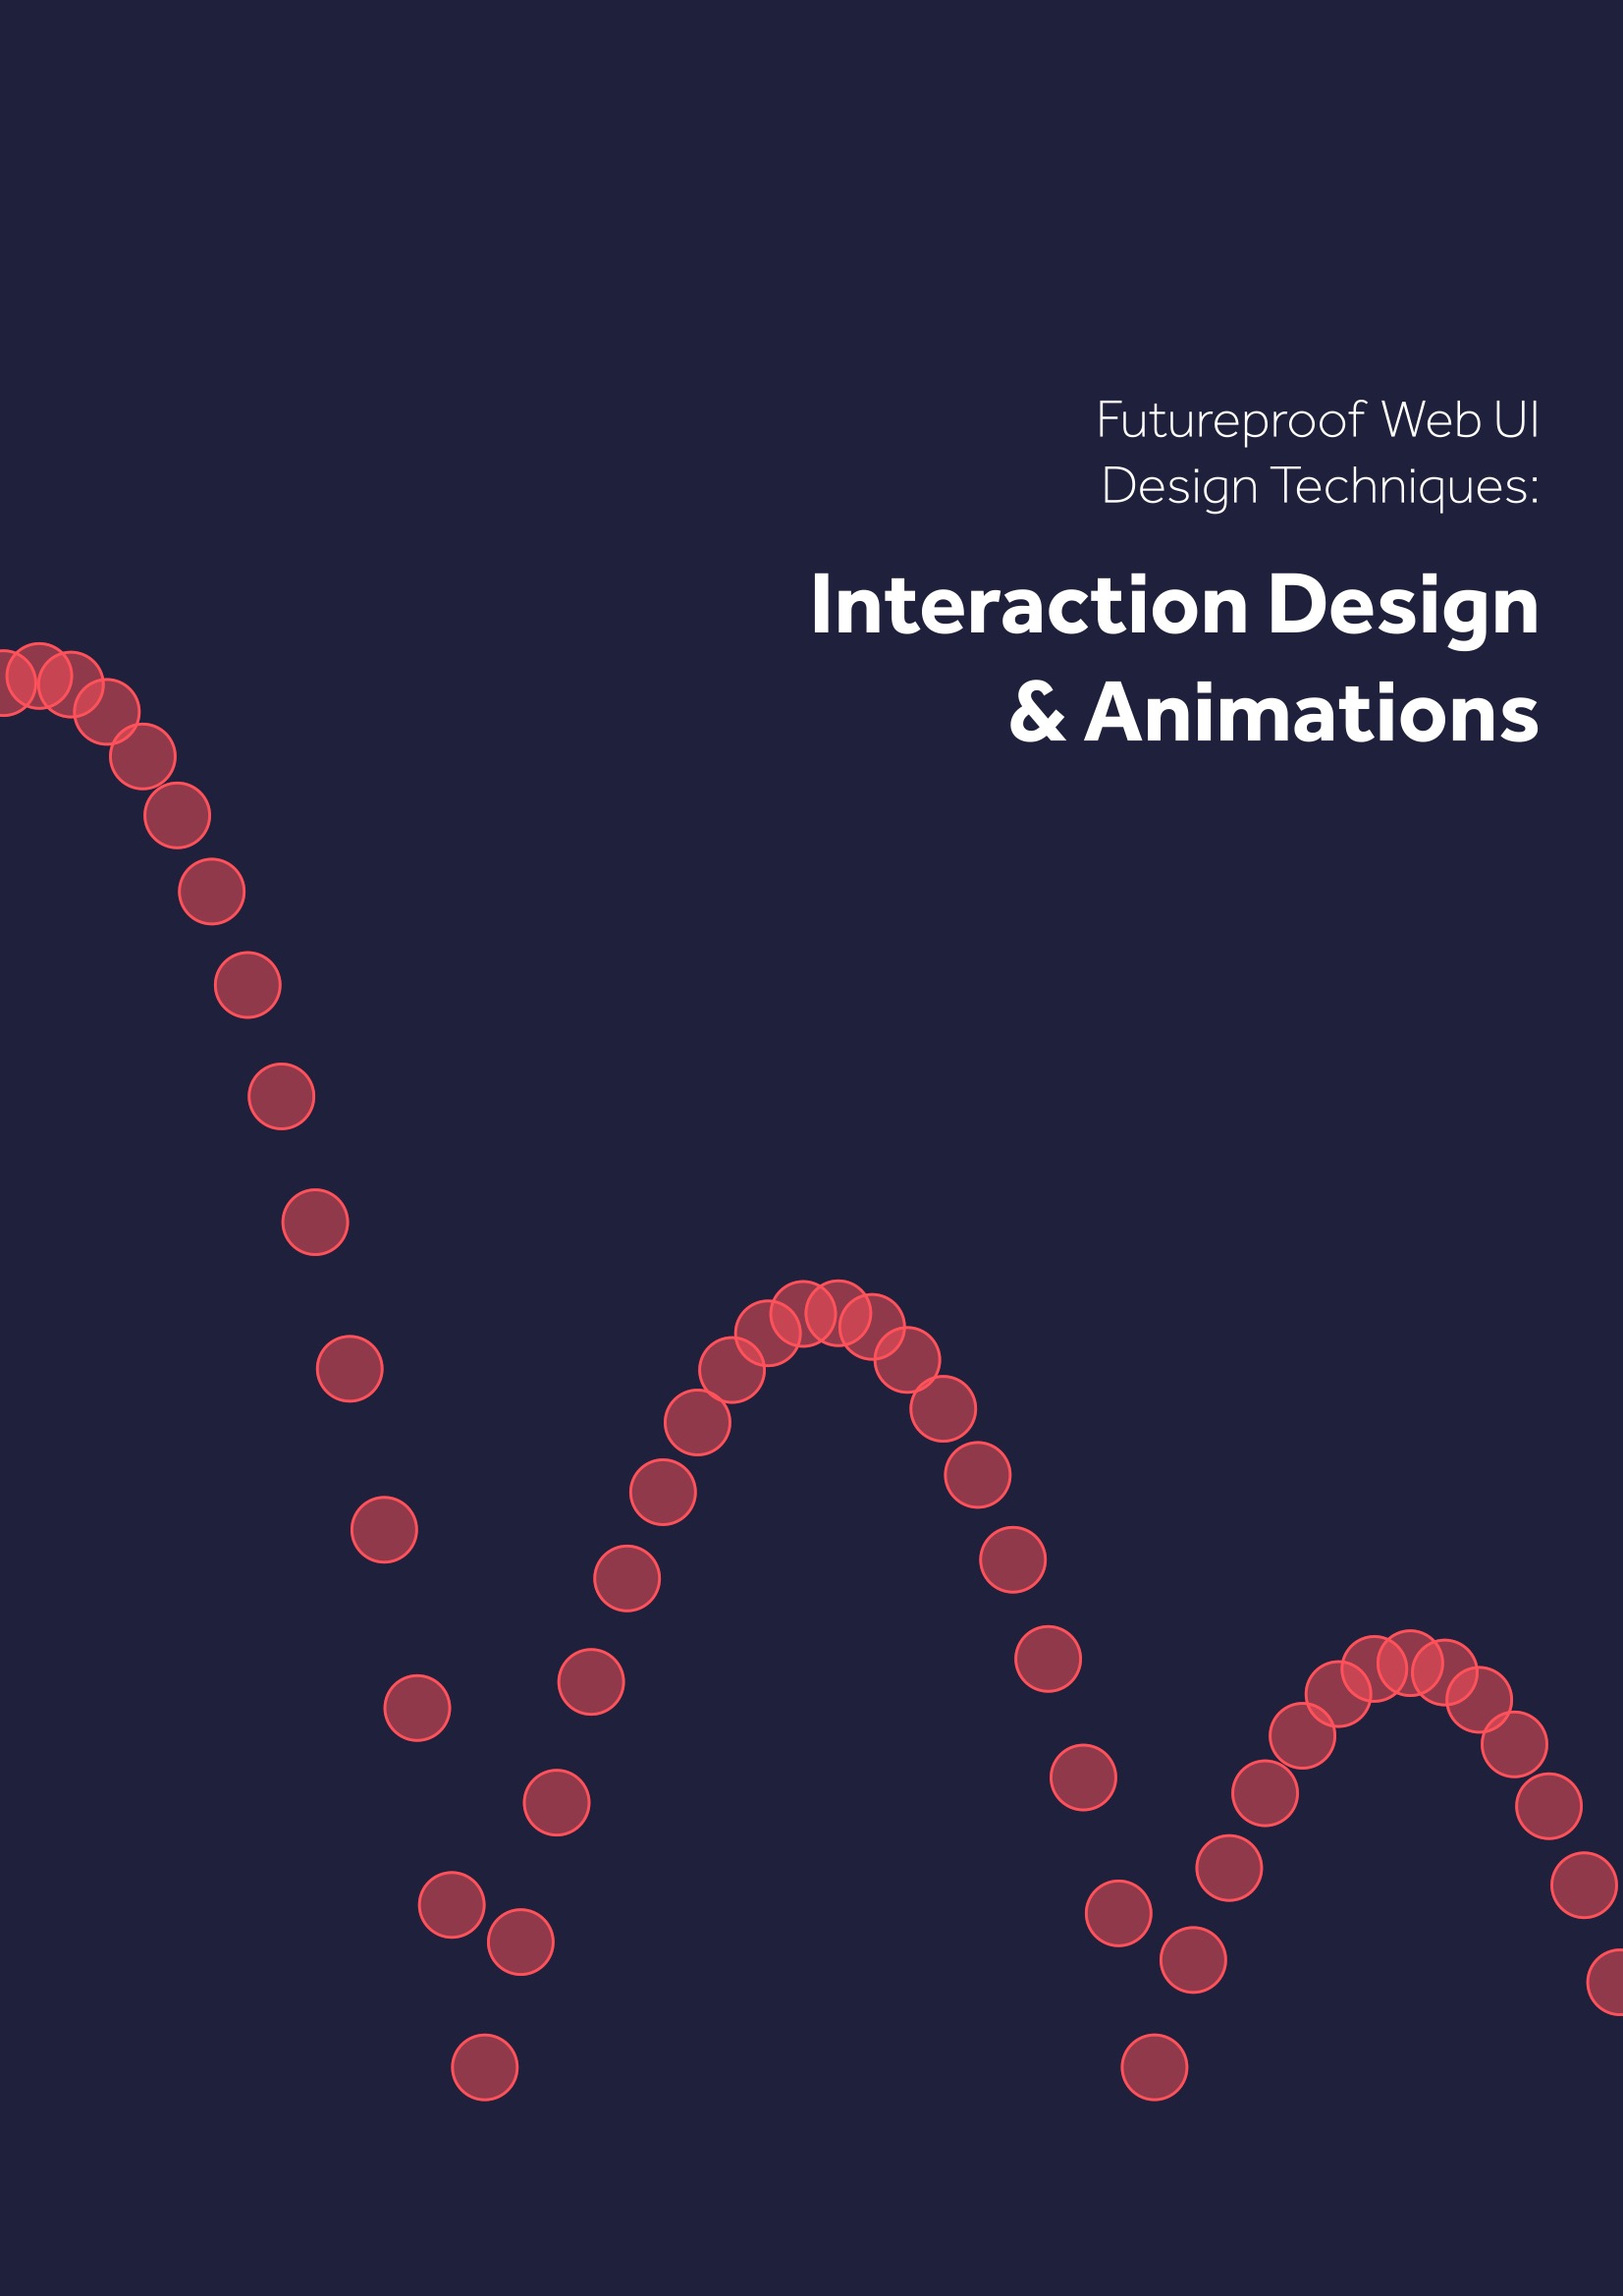 Futureproof Web UI
Design Techniques:
Interaction Design
& Animations